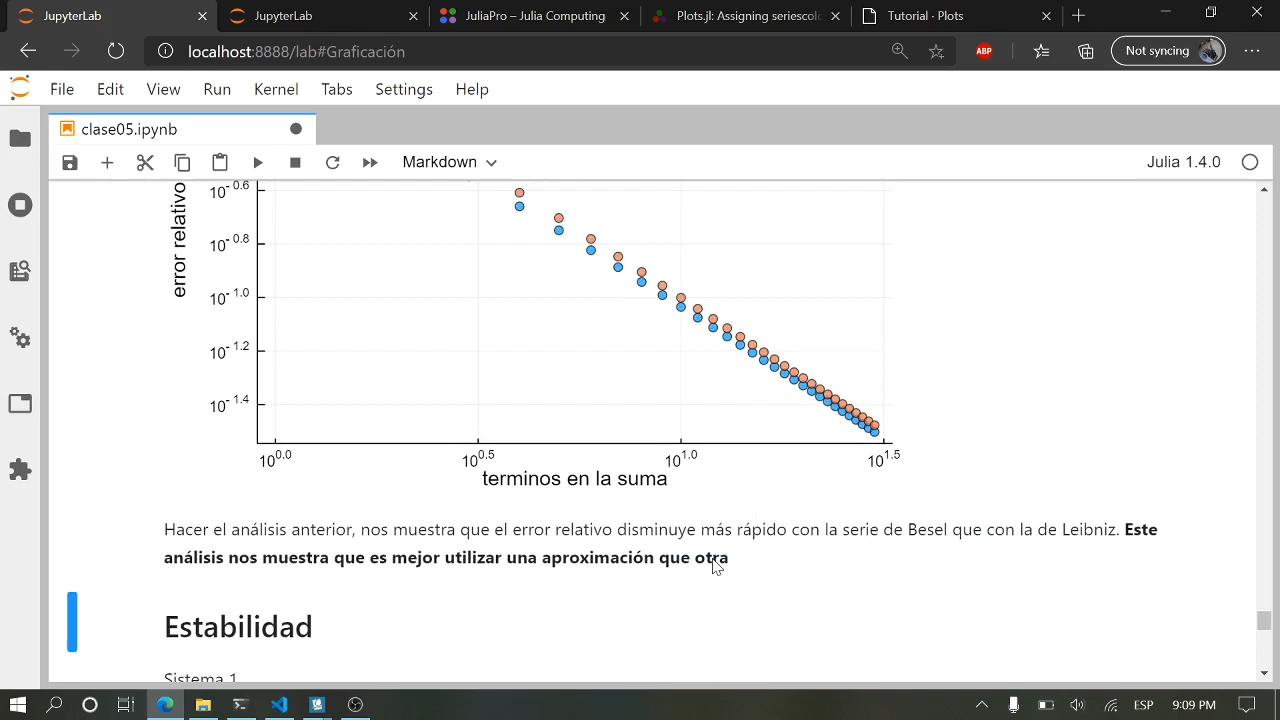 JupyterLab
JupyterLab
JuliaPro – Julia Computing
Plots.jl: Assigning seriescolo
Tutorial · Plots
localhost:8888/lab#Graficación
ABP
Not syncing
File Edit View Run Kernel Tabs Settings Help
clase05.ipynb
Markdown
Julia 1.4.0
10^-0.6
10^-0.8
10^-1.0
10^-1.2
10^-1.4
error relativo
10^0.0 10^0.5 10^1.0 10^1.5
terminos en la suma
Hacer el análisis anterior, nos muestra que el error relativo disminuye más rápido con la serie de Besel que con la de Leibniz. Este
análisis nos muestra que es mejor utilizar una aproximación que otra
Estabilidad
Sistema 1
ESP
9:09 PM